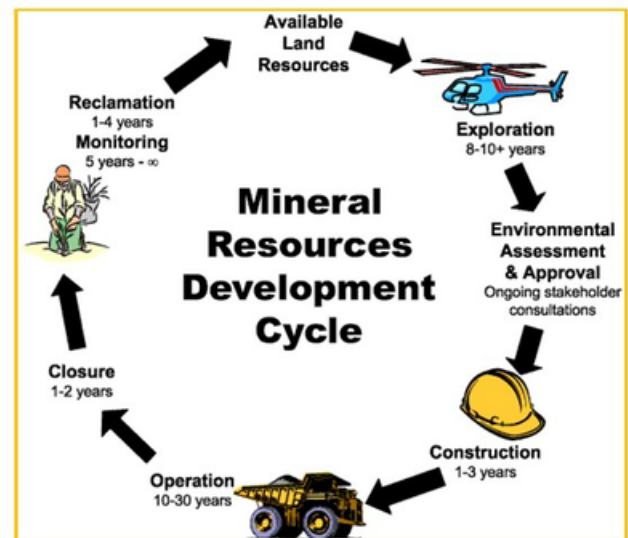 Available
Land
Resources
Exploration
8-10+ years
Environmental
Assessment
& Approval
Ongoing stakeholder
consultations
Construction
1-3 years
Operation
10-30 years
Closure
1-2 years
Reclamation
1-4 years
Monitoring
5 years - ∞
Mineral
Resources
Development
Cycle